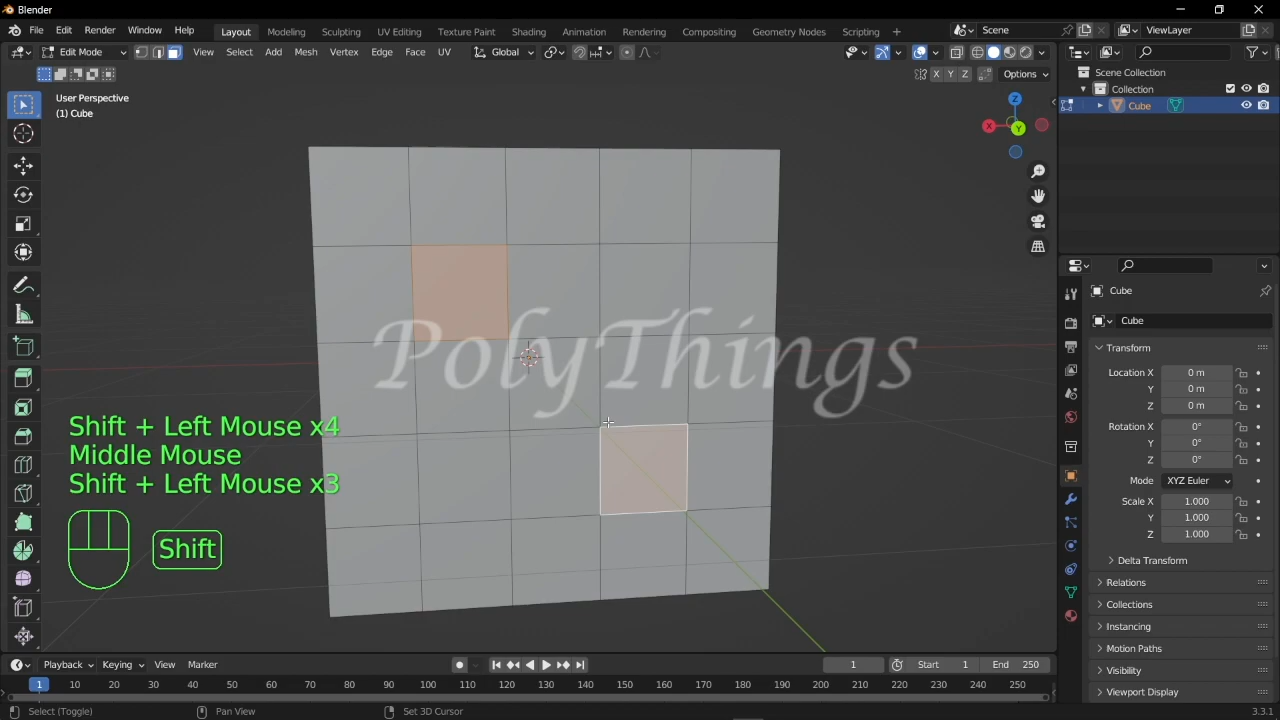 Blender
File Edit Render Window Help
Layout Modeling Sculpting UV Editing Texture Paint Shading Animation Rendering Compositing Geometry Nodes Scripting +
Scene
ViewLayer
Edit Mode View Select Add Mesh Vertex Edge Face UV Global
X Y Z Options
User Perspective
(1) Cube
Z
X
Y
Scene Collection
Collection
Cube
Cube
Cube
Transform
Location X 0 m
Y 0 m
Z 0 m
Rotation X 0°
Y 0°
Z 0°
Mode XYZ Euler
Scale X 1.000
Y 1.000
Z 1.000
Delta Transform
Relations
Collections
Instancing
Motion Paths
Visibility
Viewport Display
PolyThings
Shift + Left Mouse x4
Middle Mouse
Shift + Left Mouse x3
Shift
Playback Keying View Marker
1 Start 1 End 250
1 10 20 30 40 50 60 70 80 90 100 110 120 130 140 150 160 170 180 190 200 210 220 230 240 250
Select (Toggle) Pan View Set 3D Cursor 3.3.1